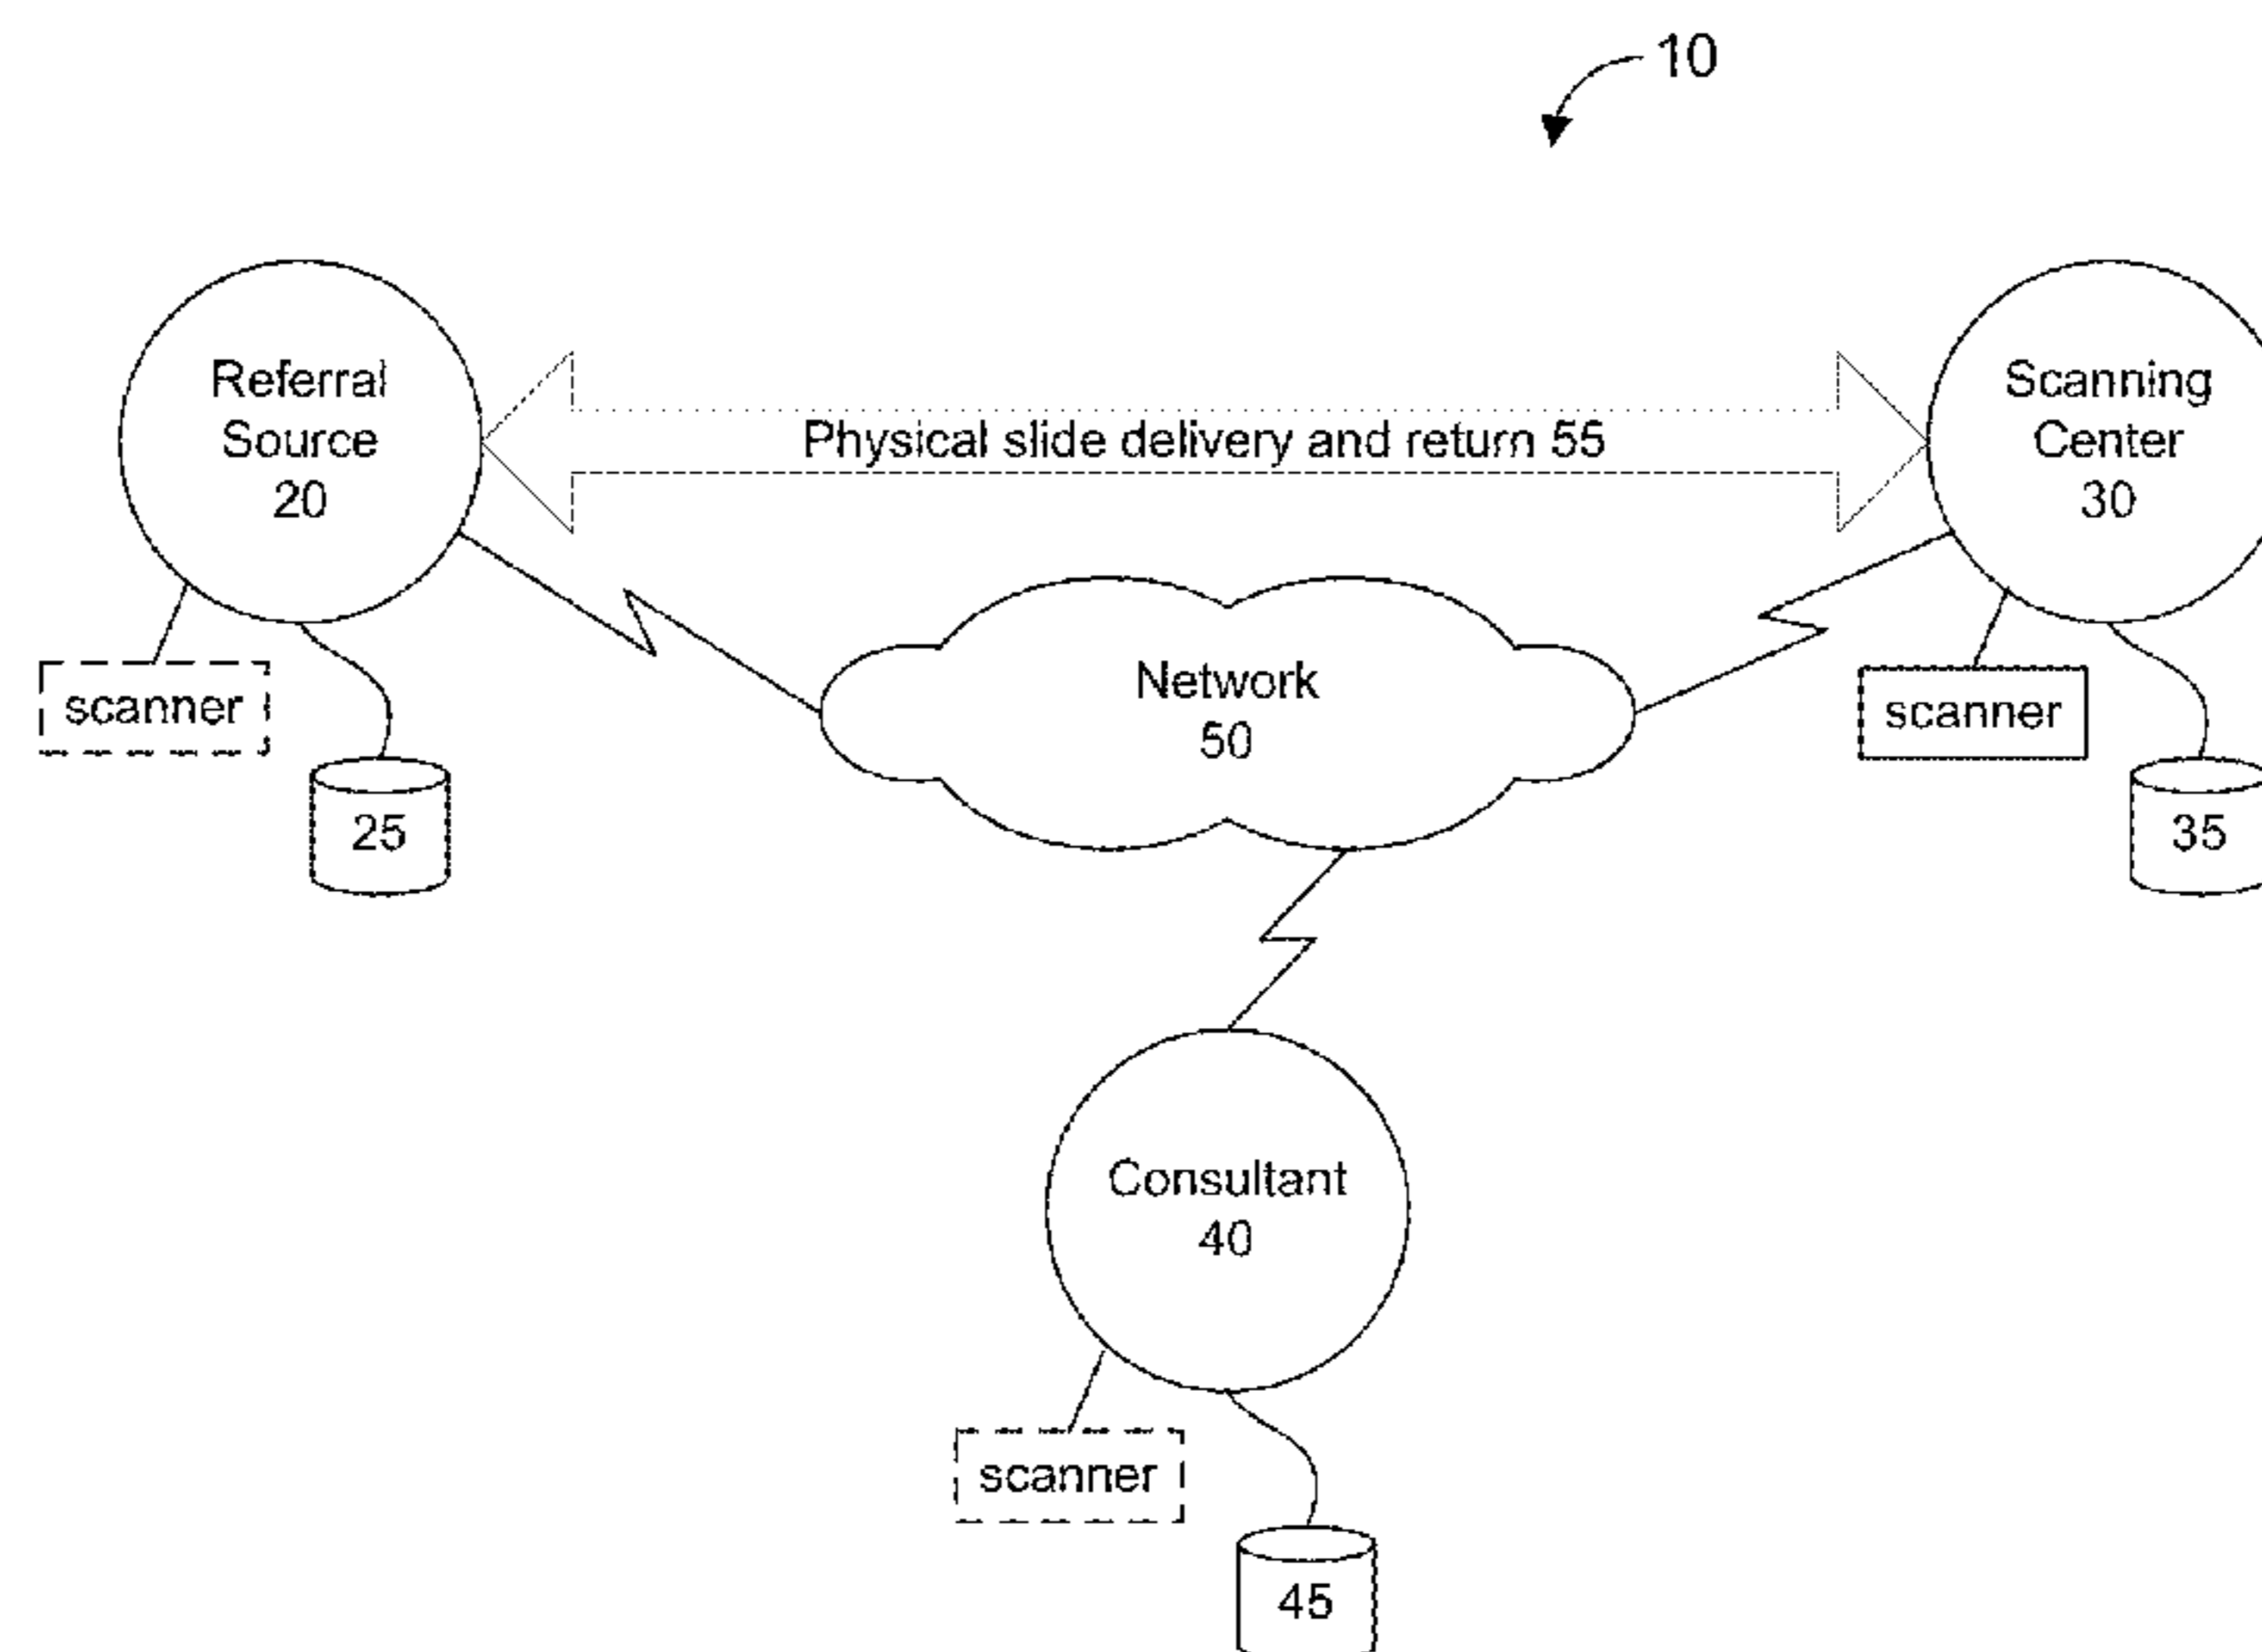 10
Referral
Source
20
Physical slide delivery and return 55
Scanning
Center
30
scanner
25
Network
50
scanner
35
Consultant
40
scanner
45